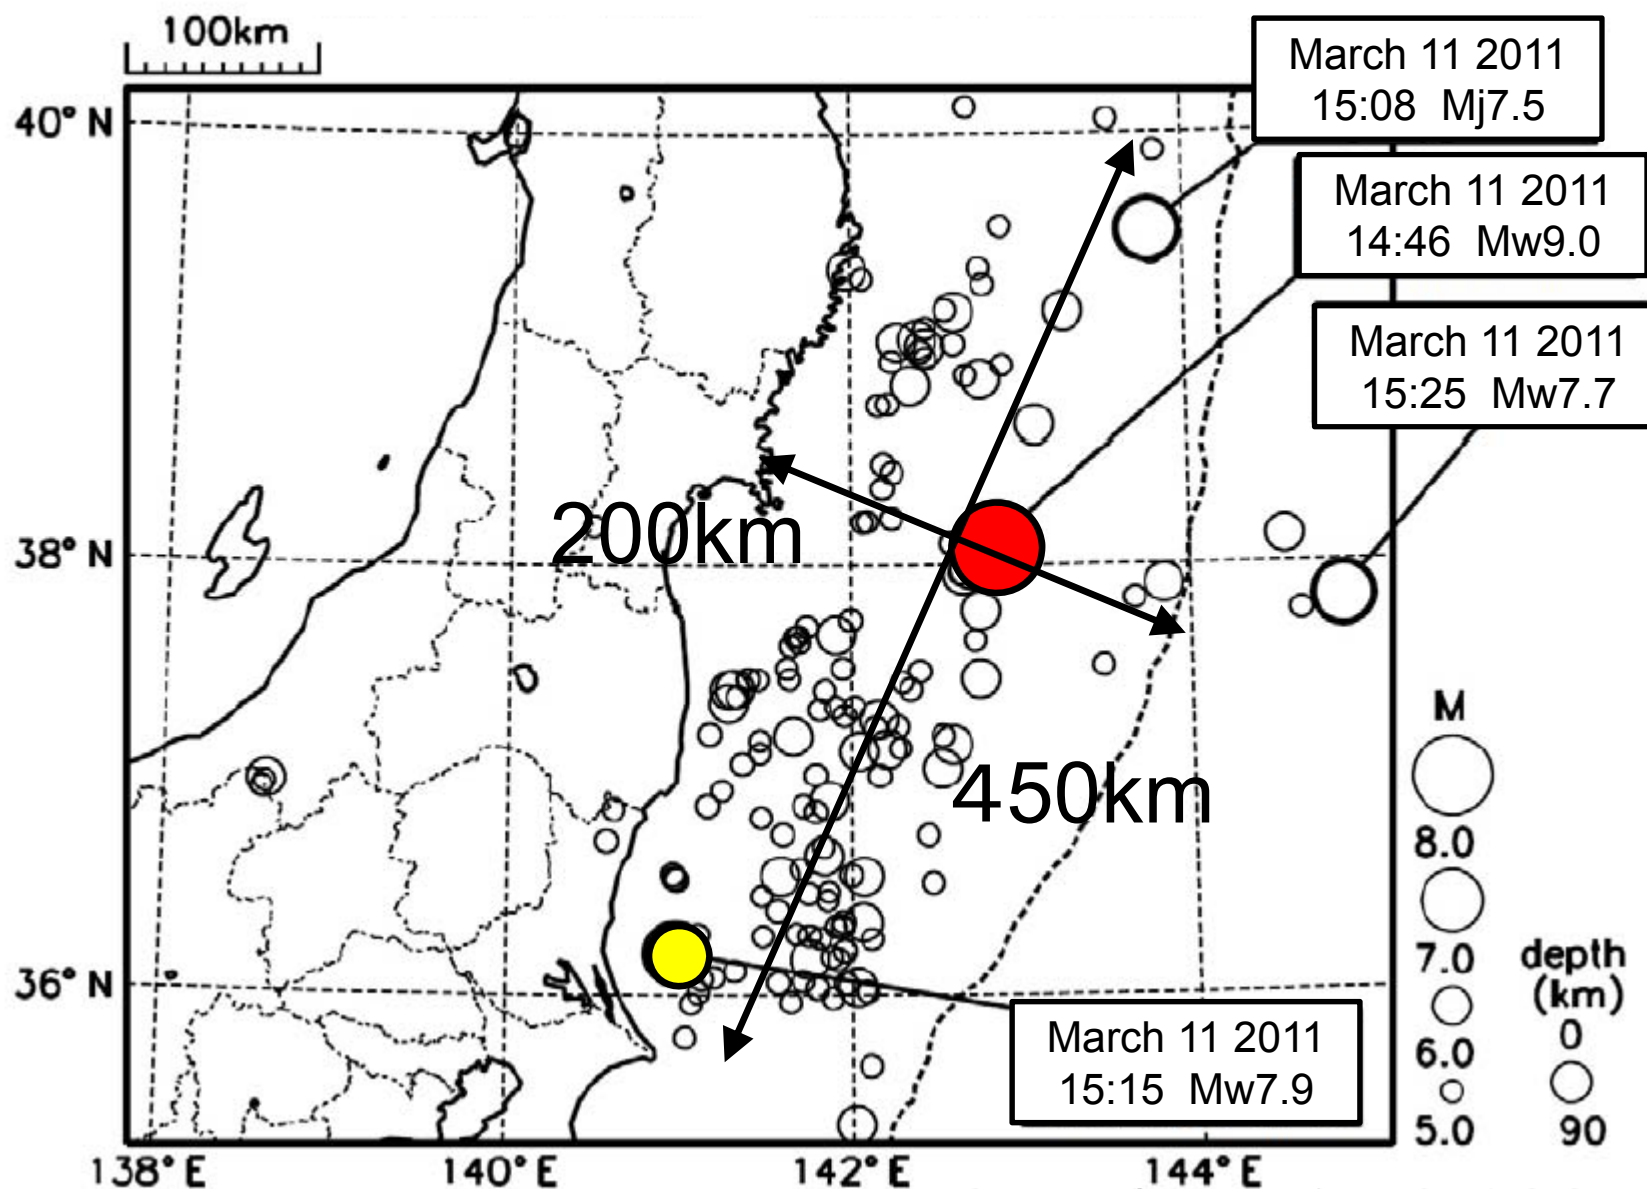 100km
March 11 2011
15:08 Mj7.5
40° N
March 11 2011
14:46 Mw9.0
March 11 2011
15:25 Mw7.7
200km
38° N
450km
M
8.0
7.0
6.0
5.0
depth
(km)
0
90
36° N
March 11 2011
15:15 Mw7.9
138° E
140° E
142° E
144° E